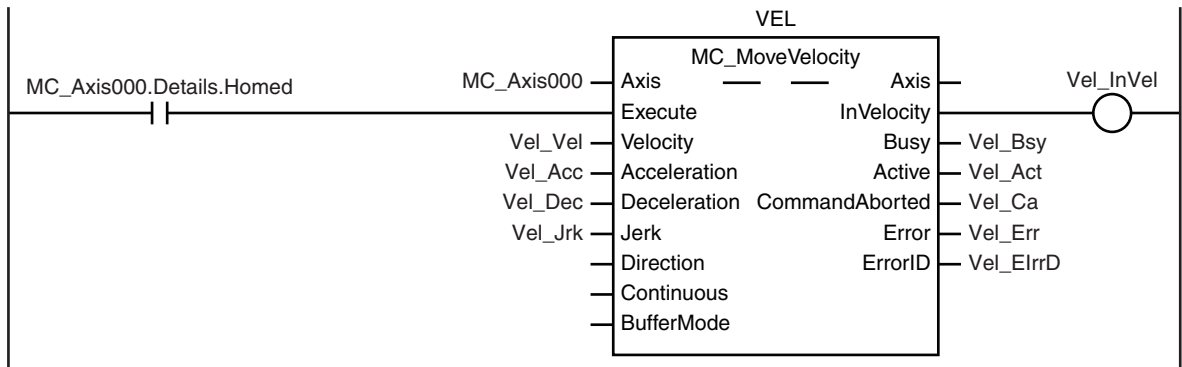 VEL
MC_MoveVelocity
MC_Axis000.Details.Homed
MC_Axis000 Axis Axis Vel_InVel
Execute InVelocity
Vel_Vel Velocity Busy Vel_Bsy
Vel_Acc Acceleration Active Vel_Act
Vel_Dec Deceleration CommandAborted Vel_Ca
Vel_Jrk Jerk Error Vel_Err
Direction ErrorID Vel_EIrrD
Continuous
BufferMode